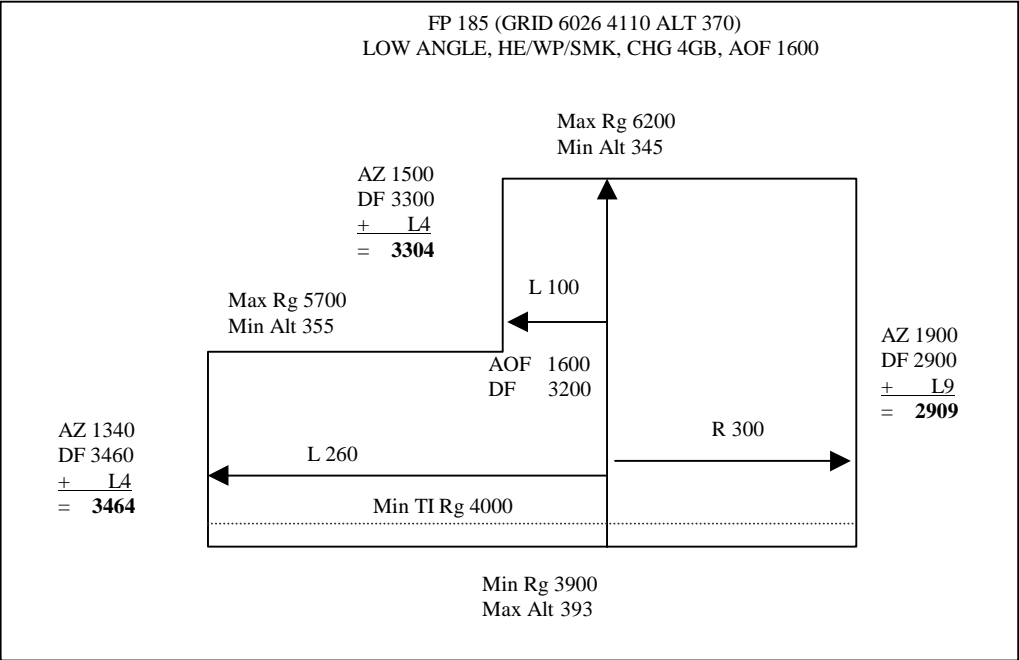 FP 185 (GRID 6026 4110 ALT 370)
LOW ANGLE, HE/WP/SMK, CHG 4GB, AOF 1600
Max Rg 6200
Min Alt 345
AZ 1500
DF 3300
+ L4
= 3304
L 100
Max Rg 5700
Min Alt 355
AOF 1600
DF 3200
AZ 1900
DF 2900
+ L9
= 2909
AZ 1340
DF 3460
+ L4
= 3464
L 260
R 300
Min TI Rg 4000
Min Rg 3900
Max Alt 393